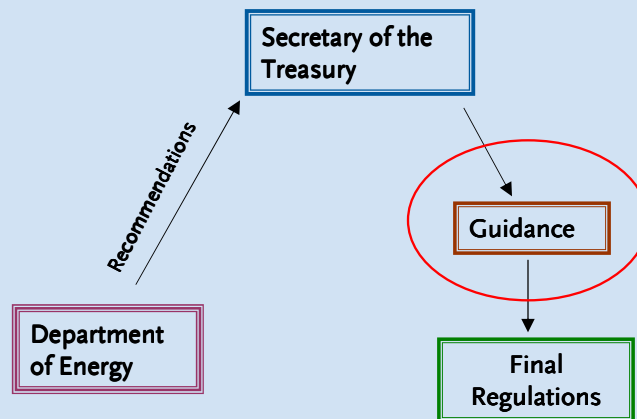 Secretary of the
Treasury
Recommendations
Guidance
Department
of Energy
Final
Regulations